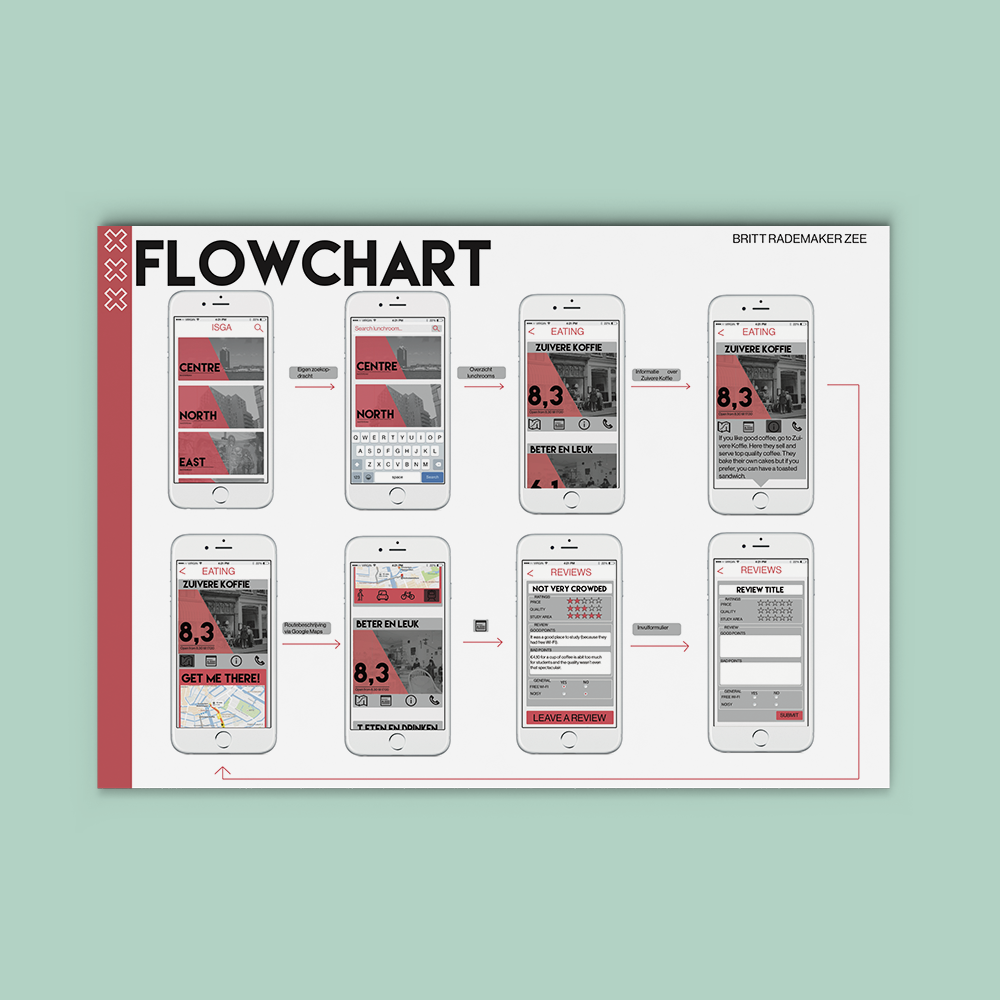 FLOWCHART
BRITT RADEMAKER ZEE
ISGA
CENTRE
NORTH
EAST
Eigen zoekop-
dracht
Search lunchroom...
CENTRE
NORTH
Q W E R T Y U I O P
A S D F G H J K L
Z X C V B N M
123
space
Search
Overzicht
lunchrooms
EATING
ZUIVERE KOFFIE
8,3
BETER EN LEUK
Informatie over
Zuivere Koffie
EATING
ZUIVERE KOFFIE
8,3
If you like good coffee, go to Zui-
vere Koffie. Here they sell and
serve top quality coffee. They
bake their own cakes but if you
prefer, you can have a toasted
sandwich.
EATING
ZUIVERE KOFFIE
8,3
GET ME THERE!
Routebeschrijving
via Google Maps
BETER EN LEUK
8,3
T ETEN EN DRINKEN
REVIEWS
NOT VERY CROWDED
RATINGS
PRICE
QUALITY
STUDY AREA
REVIEW
GOOD POINTS
It was a good place to study (because they
had free Wi-Fi).
BAD POINTS
€4,10 for a cup of coffee is abit too much
for students and the quality wasn't even
that spectacular.
GENERAL
YES NO
FREE WI-FI
NOISY
LEAVE A REVIEW
Invulformulier
REVIEWS
REVIEW TITLE
RATINGS
PRICE
QUALITY
STUDY AREA
REVIEW
GOOD POINTS
BAD POINTS
GENERAL
YES NO
FREE WI-FI
NOISY
SUBMIT